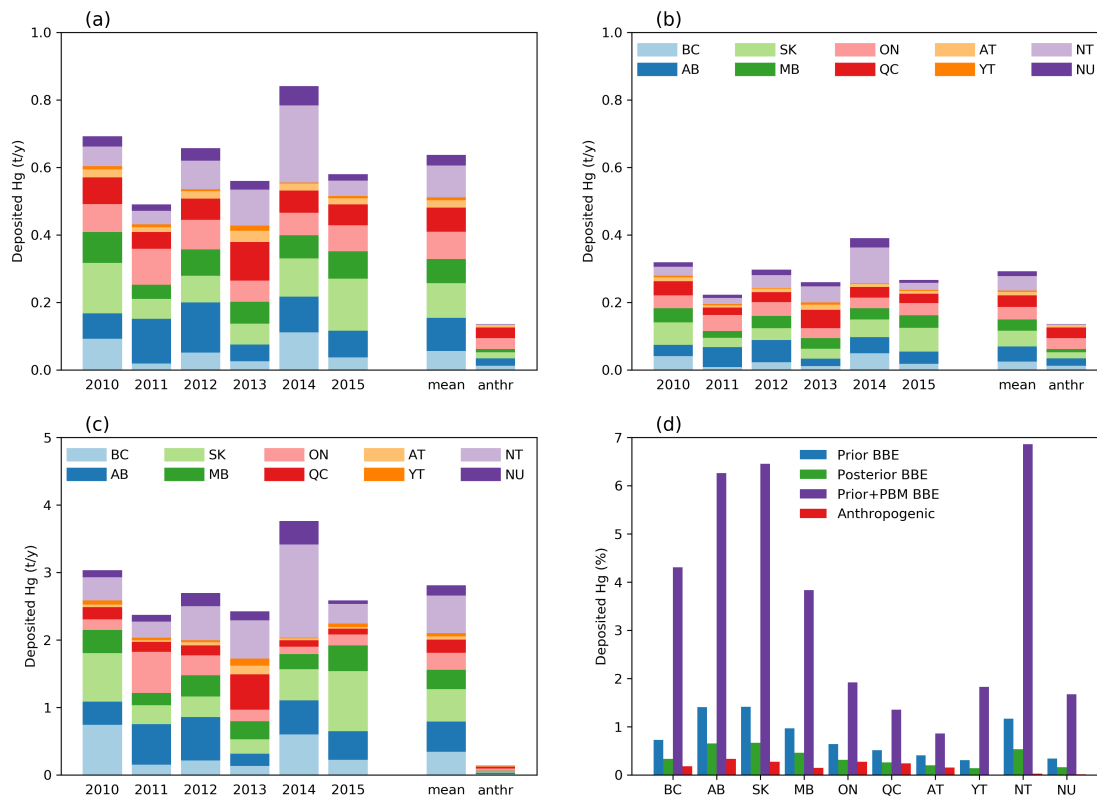 (a)
Deposited Hg (t/y)
1.0
0.8
0.6
0.4
0.2
0.0
2010 2011 2012 2013 2014 2015 mean anthr
(b)
Deposited Hg (t/y)
1.0
0.8
0.6
0.4
0.2
0.0
BC SK ON AT NT
AB MB QC YT NU
2010 2011 2012 2013 2014 2015 mean anthr
(c)
Deposited Hg (t/y)
5
4
3
2
1
0
BC SK ON AT NT
AB MB QC YT NU
2010 2011 2012 2013 2014 2015 mean anthr
(d)
Deposited Hg (%)
7
6
5
4
3
2
1
0
Prior BBE
Posterior BBE
Prior+PBM BBE
Anthropogenic
BC AB SK MB ON QC AT YT NT NU